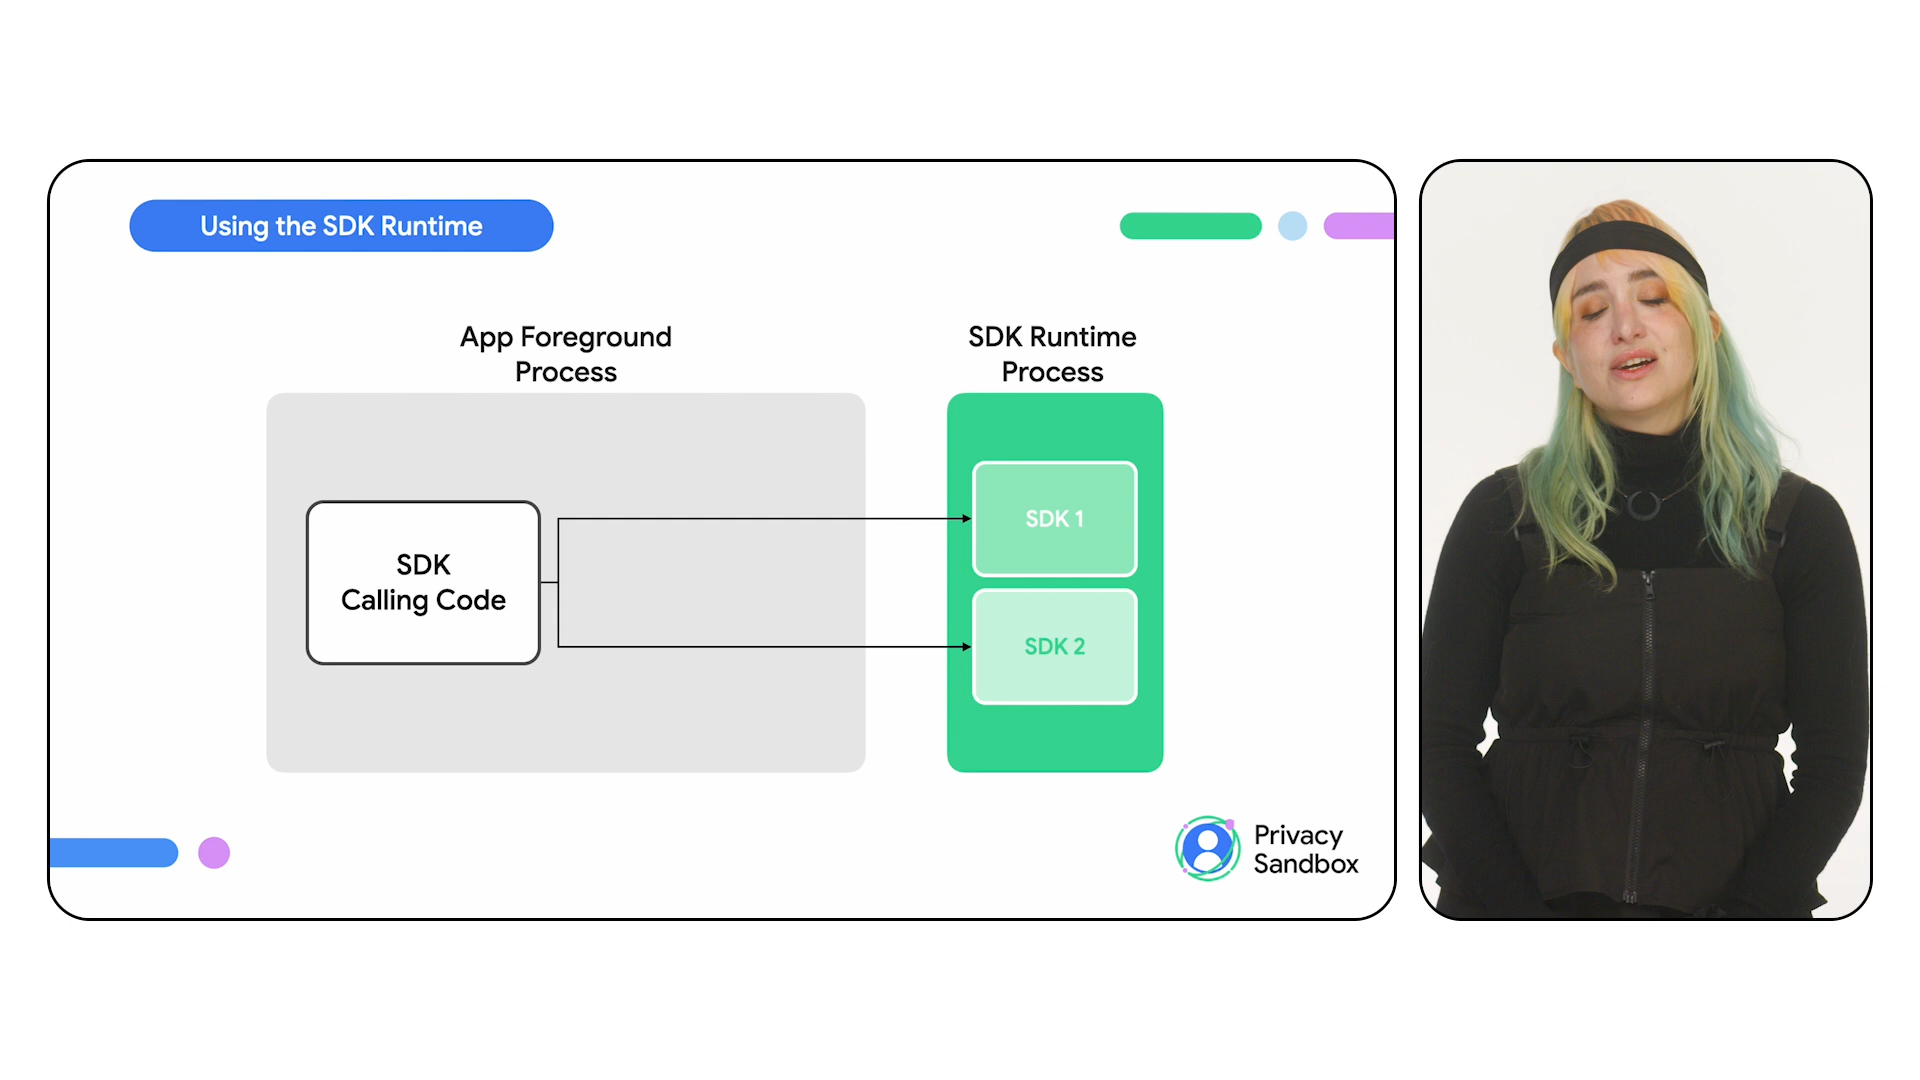 Using the SDK Runtime
App Foreground
Process
SDK Runtime
Process
SDK
Calling Code
SDK 1
SDK 2
Privacy
Sandbox